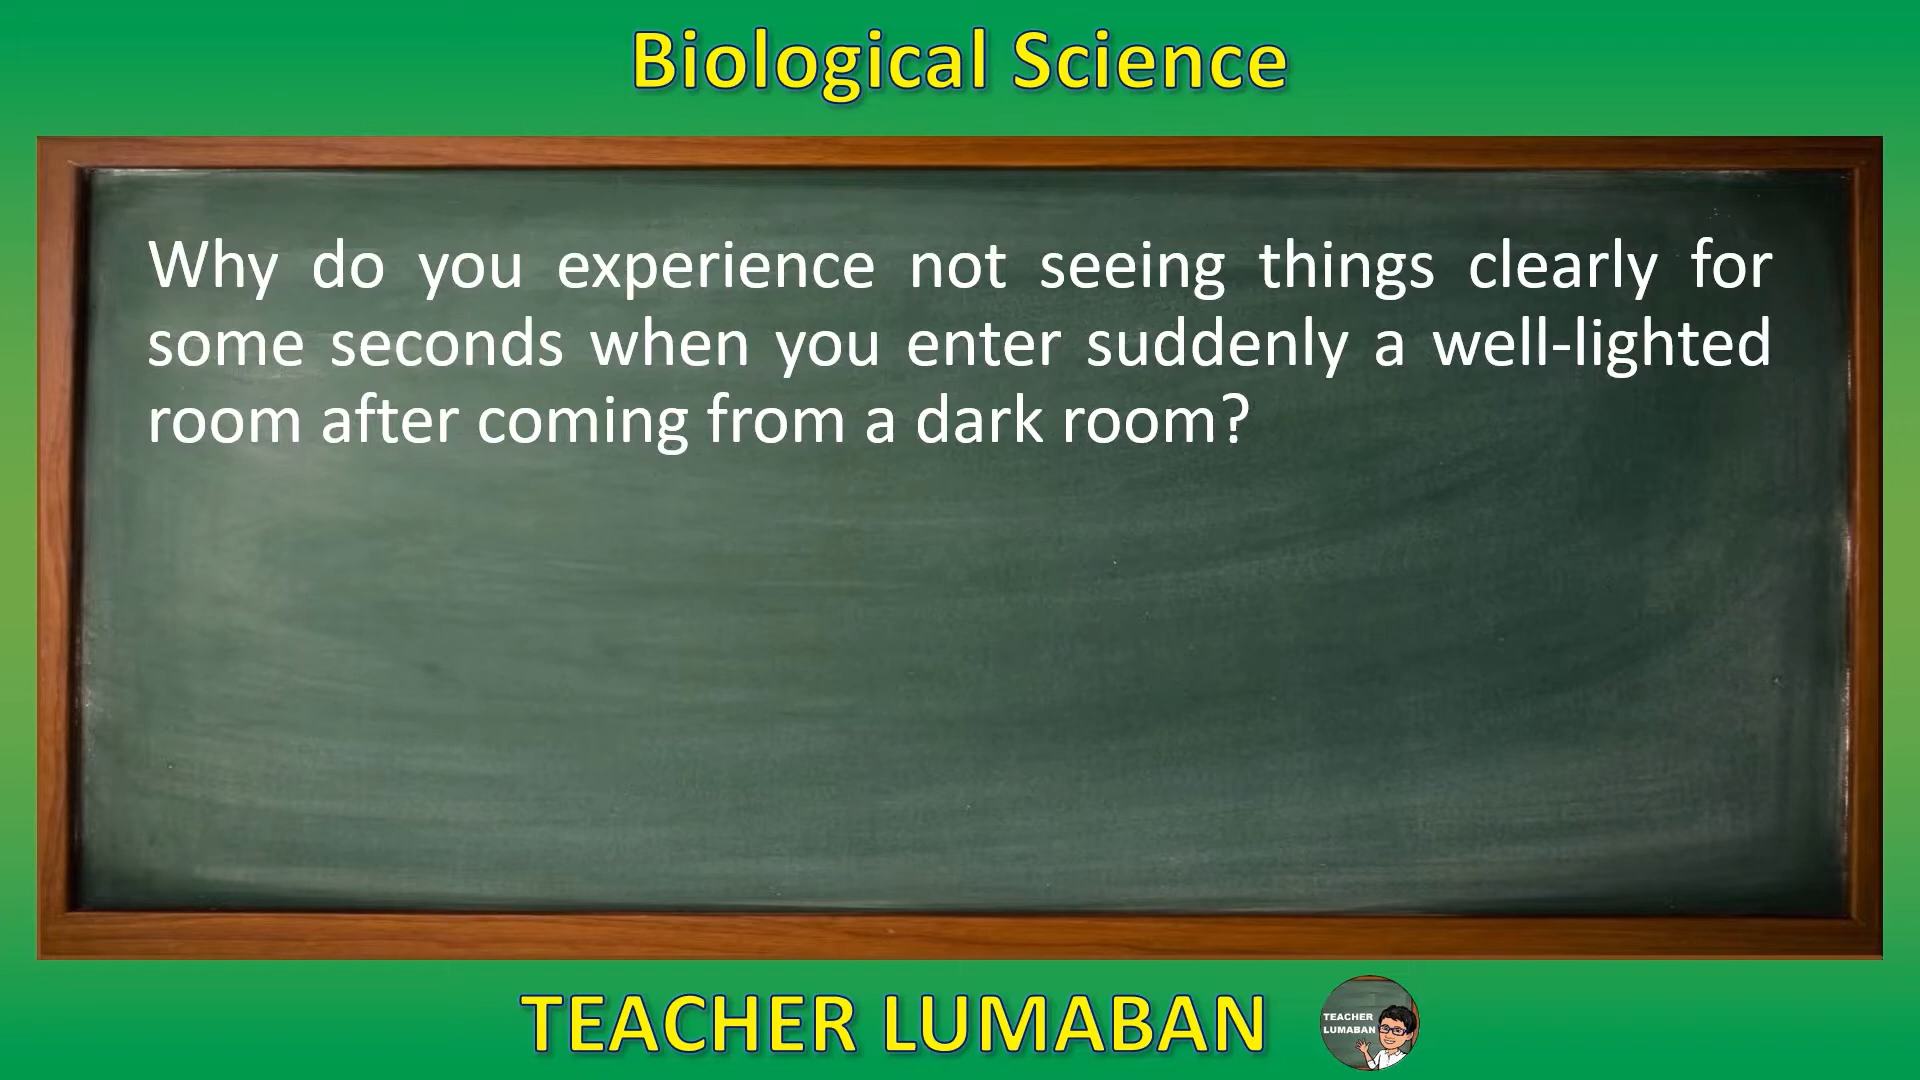 Biological Science
Why do you experience not seeing things clearly for
some seconds when you enter suddenly a well-lighted
room after coming from a dark room?
TEACHER LUMABAN
TEACHER
LUMABAN